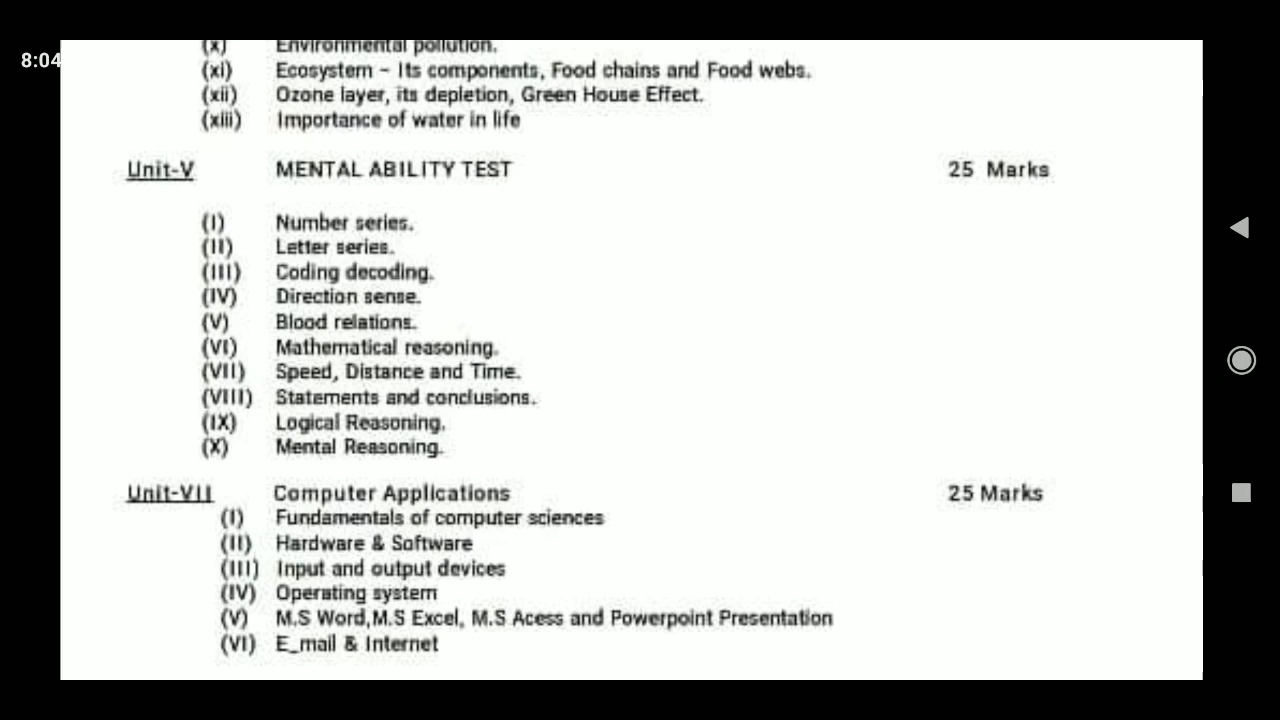 8:04
(x) Environmental pollution.
(xi) Ecosystem – Its components, Food chains and Food webs.
(xii) Ozone layer, its depletion, Green House Effect.
(xiii) Importance of water in life
Unit-V MENTAL ABILITY TEST 25 Marks
(I) Number series.
(II) Letter series.
(III) Coding decoding.
(IV) Direction sense.
(V) Blood relations.
(VI) Mathematical reasoning.
(VII) Speed, Distance and Time.
(VIII) Statements and conclusions.
(IX) Logical Reasoning.
(X) Mental Reasoning.
Unit-VII Computer Applications 25 Marks
(I) Fundamentals of computer sciences
(II) Hardware & Software
(III) Input and output devices
(IV) Operating system
(V) M.S Word,M.S Excel, M.S Acess and Powerpoint Presentation
(VI) E_mail & Internet